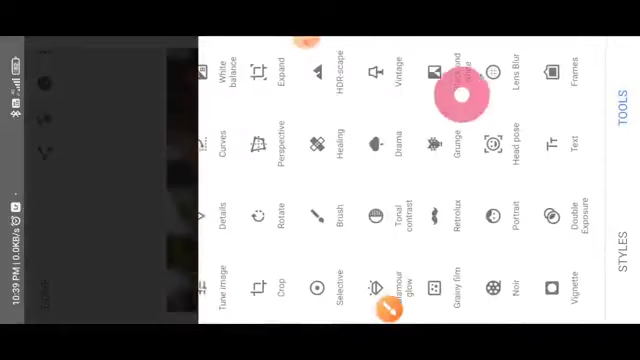 10:39 PM | 0.0KB/s
Tune image
Details
Curves
White balance
Crop
Rotate
Perspective
Expand
Selective
Brush
Healing
HDR-scape
glow
Tonal contrast
Drama
Vintage
Grainy film
Retrolux
Grunge
Noir
Portrait
Head pose
Lens Blur
Vignette
Double Exposure
Text
Frames
STYLES
TOOLS